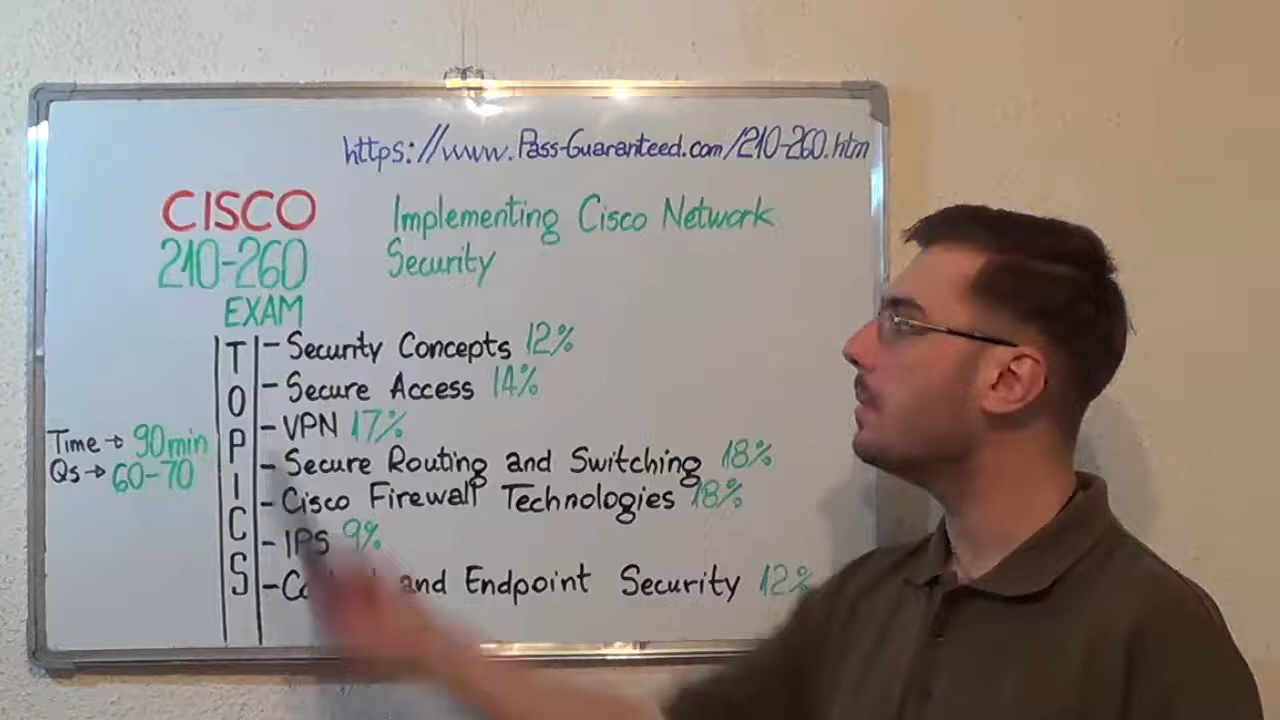 https://www.Pass-Guaranteed.com/210-260.htm
CISCO
210-260
EXAM
Implementing Cisco Network
Security
TOPICS
- Security Concepts 12%
- Secure Access 14%
- VPN 17%
- Secure Routing and Switching 18%
- Cisco Firewall Technologies 18%
- IPS 9%
- and Endpoint Security 12%
Time → 90min
Qs → 60-70